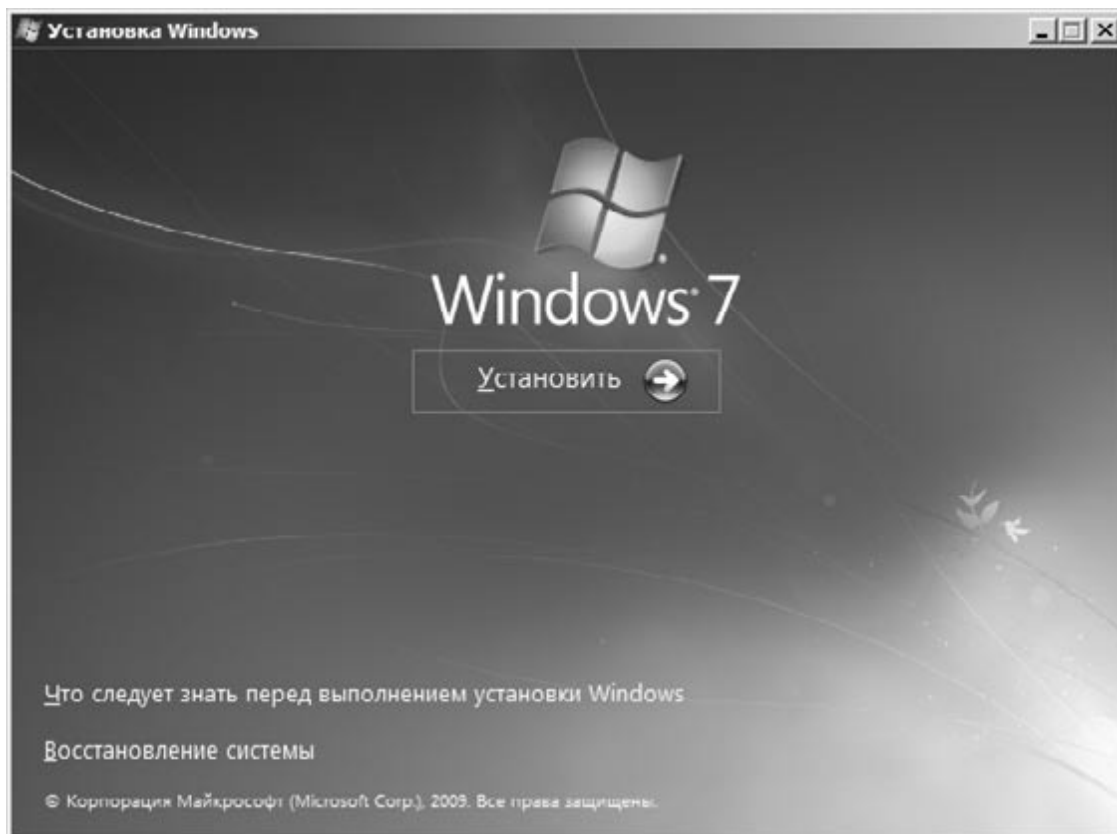 Установка Windows
Windows® 7
Установить
Что следует знать перед выполнением установки Windows
Восстановление системы
© Корпорация Майкрософт (Microsoft Corp.), 2009. Все права защищены.